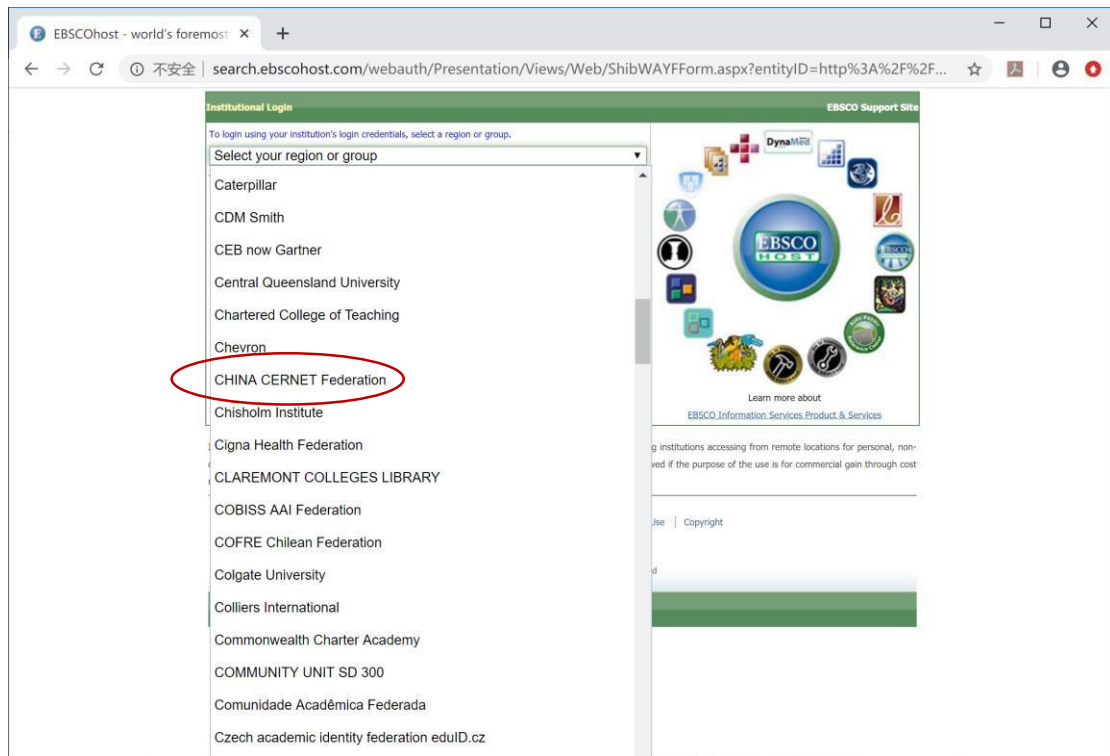 EBSCOhost - world's foremost
不安全 | search.ebscohost.com/webauth/Presentation/Views/Web/ShibWAYFForm.aspx?entityID=http%3A%2F%2F...
Institutional Login EBSCO Support Site
To login using your institution's login credentials, select a region or group.
Select your region or group
Caterpillar
CDM Smith
CEB now Gartner
Central Queensland University
Chartered College of Teaching
Chevron
CHINA CERNET Federation
Chisholm Institute
Cigna Health Federation
CLAREMONT COLLEGES LIBRARY
COBISS AAI Federation
COFRE Chilean Federation
Colgate University
Colliers International
Commonwealth Charter Academy
COMMUNITY UNIT SD 300
Comunidade Acadêmica Federada
Czech academic identity federation eduID.cz
DynaMed
EBSCO
HOST
EBSCO
Learn more about
EBSCO Information Services Product & Services
g institutions accessing from remote locations for personal, non-
ved if the purpose of the use is for commercial gain through cost
Use | Copyright
d